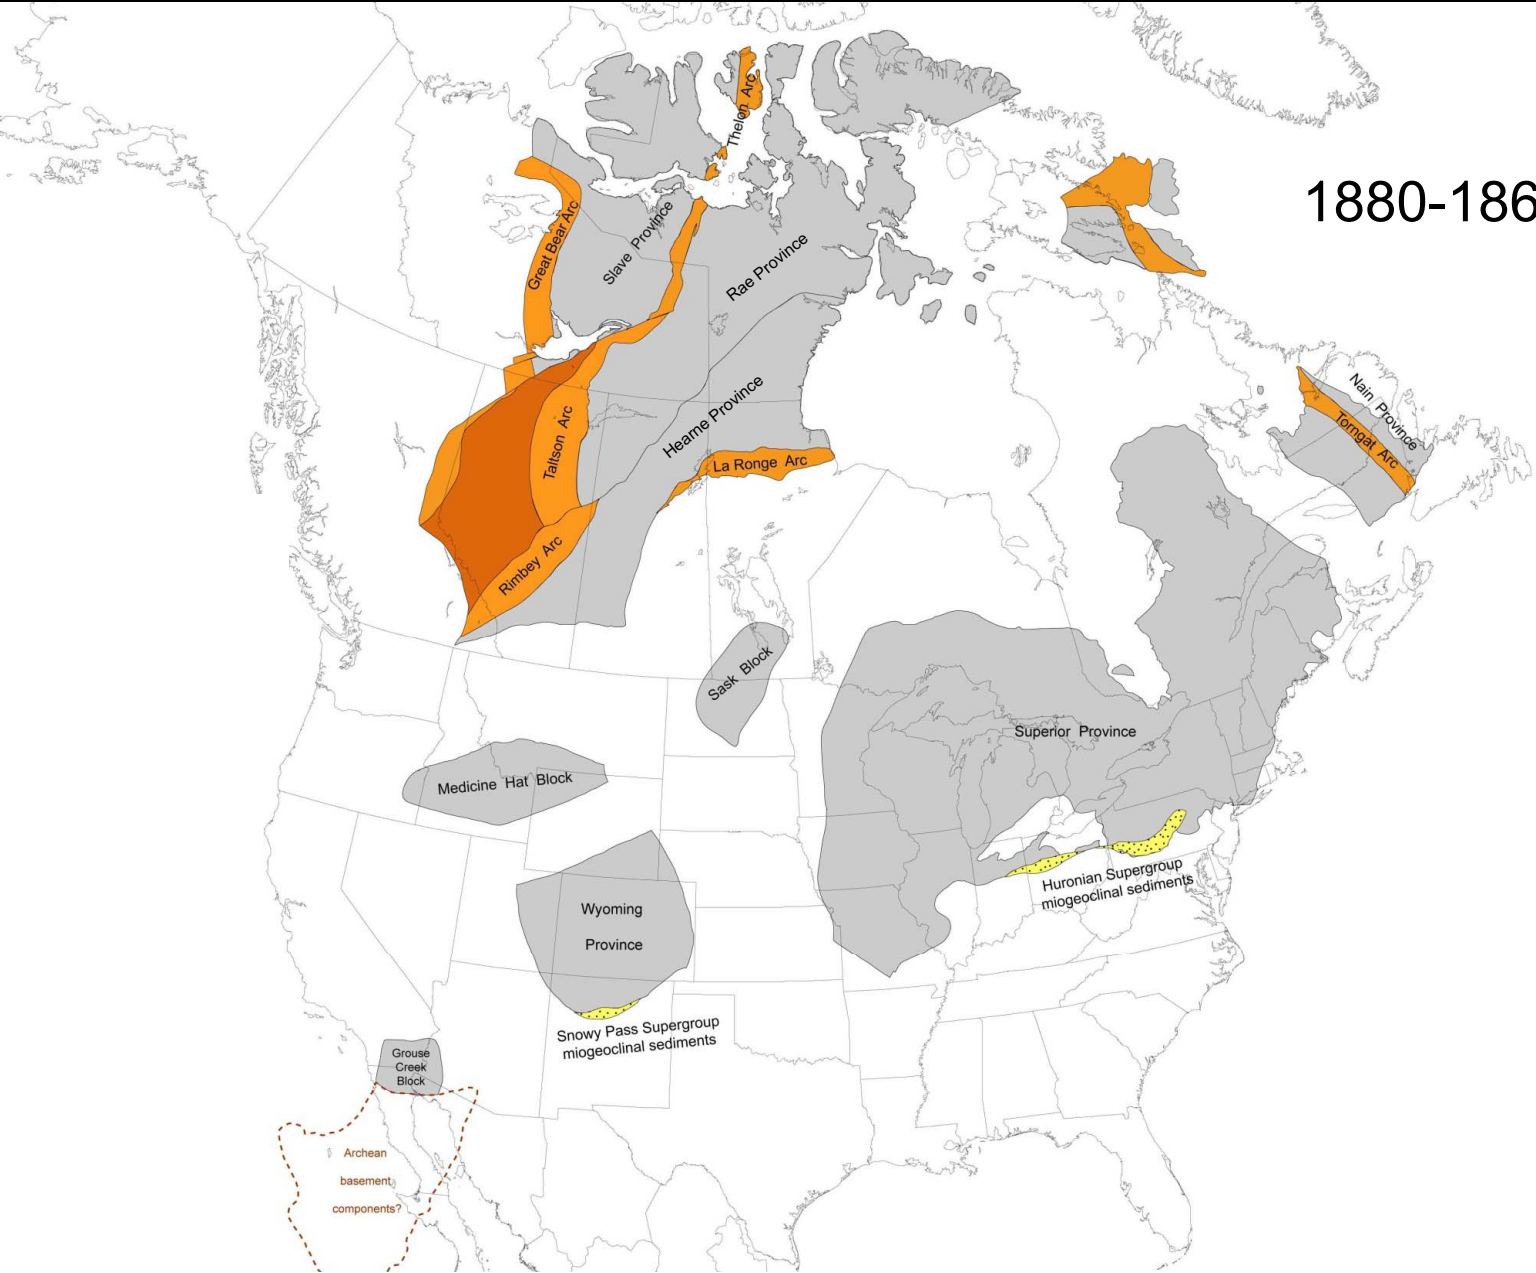 Thelon Arc
1880-186
Great Bear Arc
Slave Province
Rae Province
Hearne Province
Taltson Arc
La Ronge Arc
Rimbey Arc
Nain Province
Torngat Arc
Sask Block
Superior Province
Medicine Hat Block
Huronian Supergroup
miogeoclinal sediments
Wyoming
Province
Snowy Pass Supergroup
miogeoclinal sediments
Grouse
Creek
Block
Archean
basement
components?